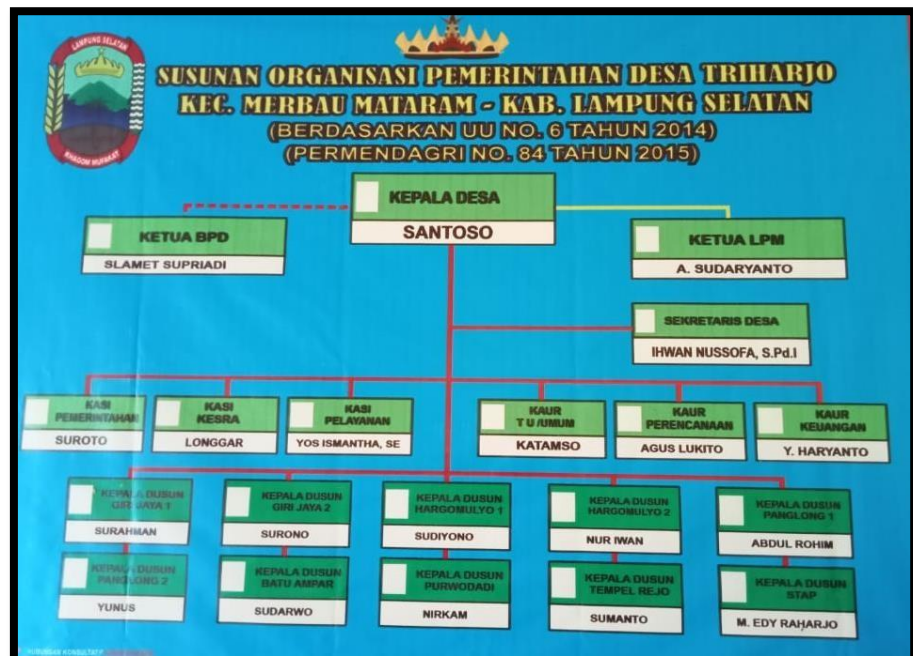 LAMPUNG SELATAN
KHAGOM MUFAKAT
SUSUNAN ORGANISASI PEMERINTAHAN DESA TRIHARJO
KEC. MERBAU MATARAM - KAB. LAMPUNG SELATAN
(BERDASARKAN UU NO. 6 TAHUN 2014)
(PERMENDAGRI NO. 84 TAHUN 2015)
KEPALA DESA
SANTOSO
KETUA BPD
SLAMET SUPRIADI
KETUA LPM
A. SUDARYANTO
SEKRETARIS DESA
IHWAN NUSSOFA, S.Pd.I
KASI
PEMERINTAHAN
SUROTO
KASI
KESRA
LONGGAR
KASI
PELAYANAN
YOS ISMANTHA, SE
KAUR
T U /UMUM
KATAMSO
KAUR
PERENCANAAN
AGUS LUKITO
KAUR
KEUANGAN
Y. HARYANTO
KEPALA DUSUN
GIRI JAYA 1
SURAHMAN
KEPALA DUSUN
GIRI JAYA 2
SURONO
KEPALA DUSUN
HARGOMULYO 1
SUDIYONO
KEPALA DUSUN
HARGOMULYO 2
NUR IWAN
KEPALA DUSUN
PANGLONG 1
ABDUL ROHIM
KEPALA DUSUN
PANGLONG 2
YUNUS
KEPALA DUSUN
BATU AMPAR
SUDARWO
KEPALA DUSUN
PURWODADI
NIRKAM
KEPALA DUSUN
TEMPEL REJO
SUMANTO
KEPALA DUSUN
STAP
M. EDY RAHARJO
HUBUNGAN KONSULTATIF